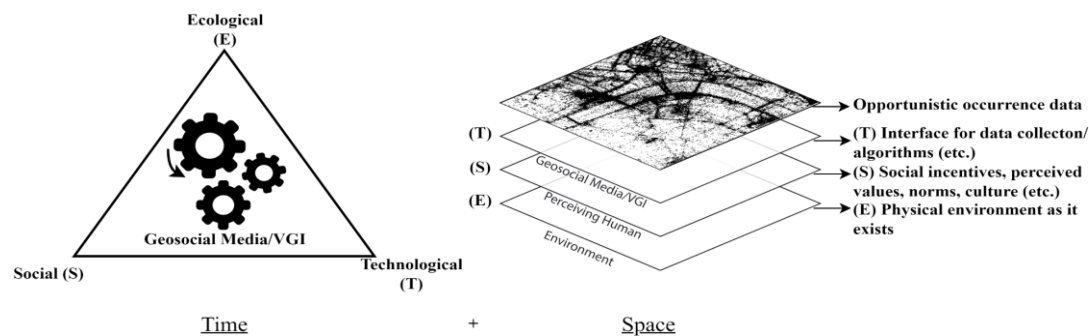 Ecological
(E)
Geosocial Media/VGI
Social (S)
Technological
(T)
Time
+
(T)
(S)
(E)
Geosocial Media/VGI
Perceiving Human
Environment
Opportunistic occurrence data
(T) Interface for data collecton/
algorithms (etc.)
(S) Social incentives, perceived
values, norms, culture (etc.)
(E) Physical environment as it
exists
Space